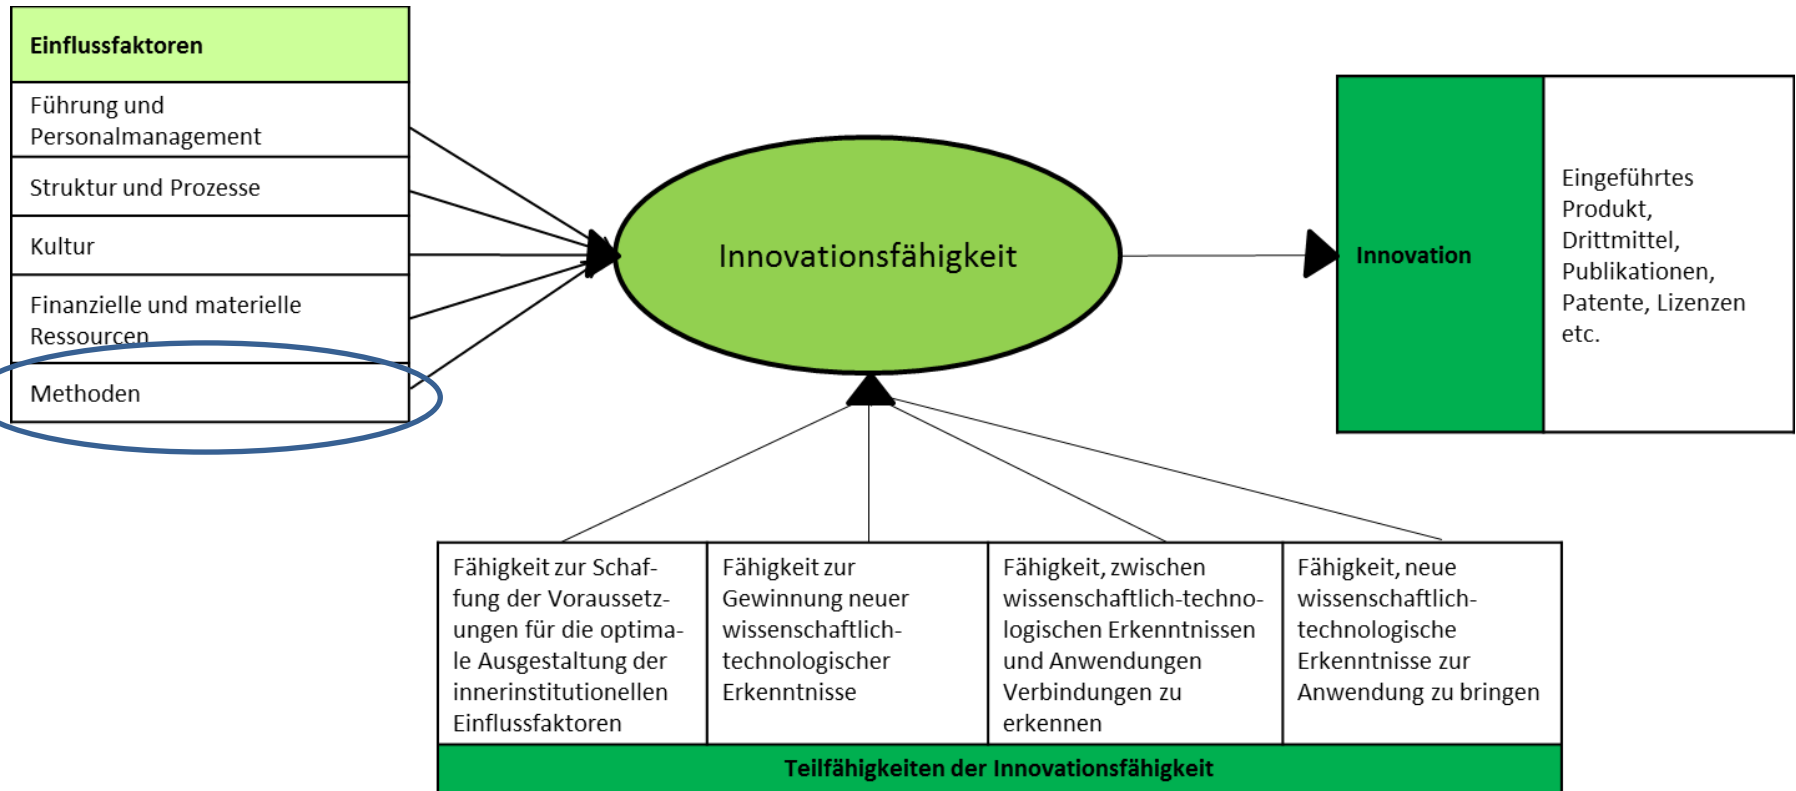 Einflussfaktoren
Führung und
Personalmanagement
Struktur und Prozesse
Kultur
Finanzielle und materielle
Ressourcen
Methoden
Innovationsfähigkeit
Innovation
Eingeführtes
Produkt,
Drittmittel,
Publikationen,
Patente, Lizenzen
etc.
Fähigkeit zur Schaf-
fung der Voraussetz-
ungen für die optima-
le Ausgestaltung der
innerinstitutionellen
Einflussfaktoren
Fähigkeit zur
Gewinnung neuer
wissenschaftlich-
technologischer
Erkenntnisse
Fähigkeit, zwischen
wissenschaftlich-techno-
logischen Erkenntnissen
und Anwendungen
Verbindungen zu
erkennen
Fähigkeit, neue
wissenschaftlich-
technologische
Erkenntnisse zur
Anwendung zu bringen
Teilfähigkeiten der Innovationsfähigkeit